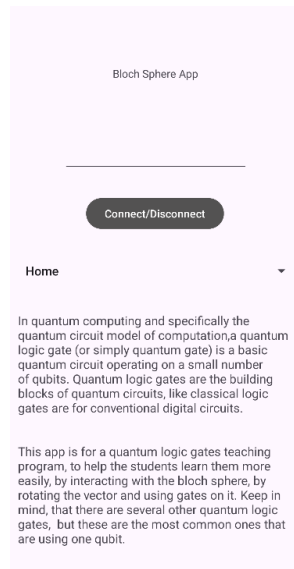 Bloch Sphere App
Connect/Disconnect
Home
In quantum computing and specifically the
quantum circuit model of computation,a quantum
logic gate (or simply quantum gate) is a basic
quantum circuit operating on a small number
of qubits. Quantum logic gates are the building
blocks of quantum circuits, like classical logic
gates are for conventional digital circuits.
This app is for a quantum logic gates teaching
program, to help the students learn them more
easily, by interacting with the bloch sphere, by
rotating the vector and using gates on it. Keep in
mind, that there are several other quantum logic
gates,  but these are the most common ones that
are using one qubit.